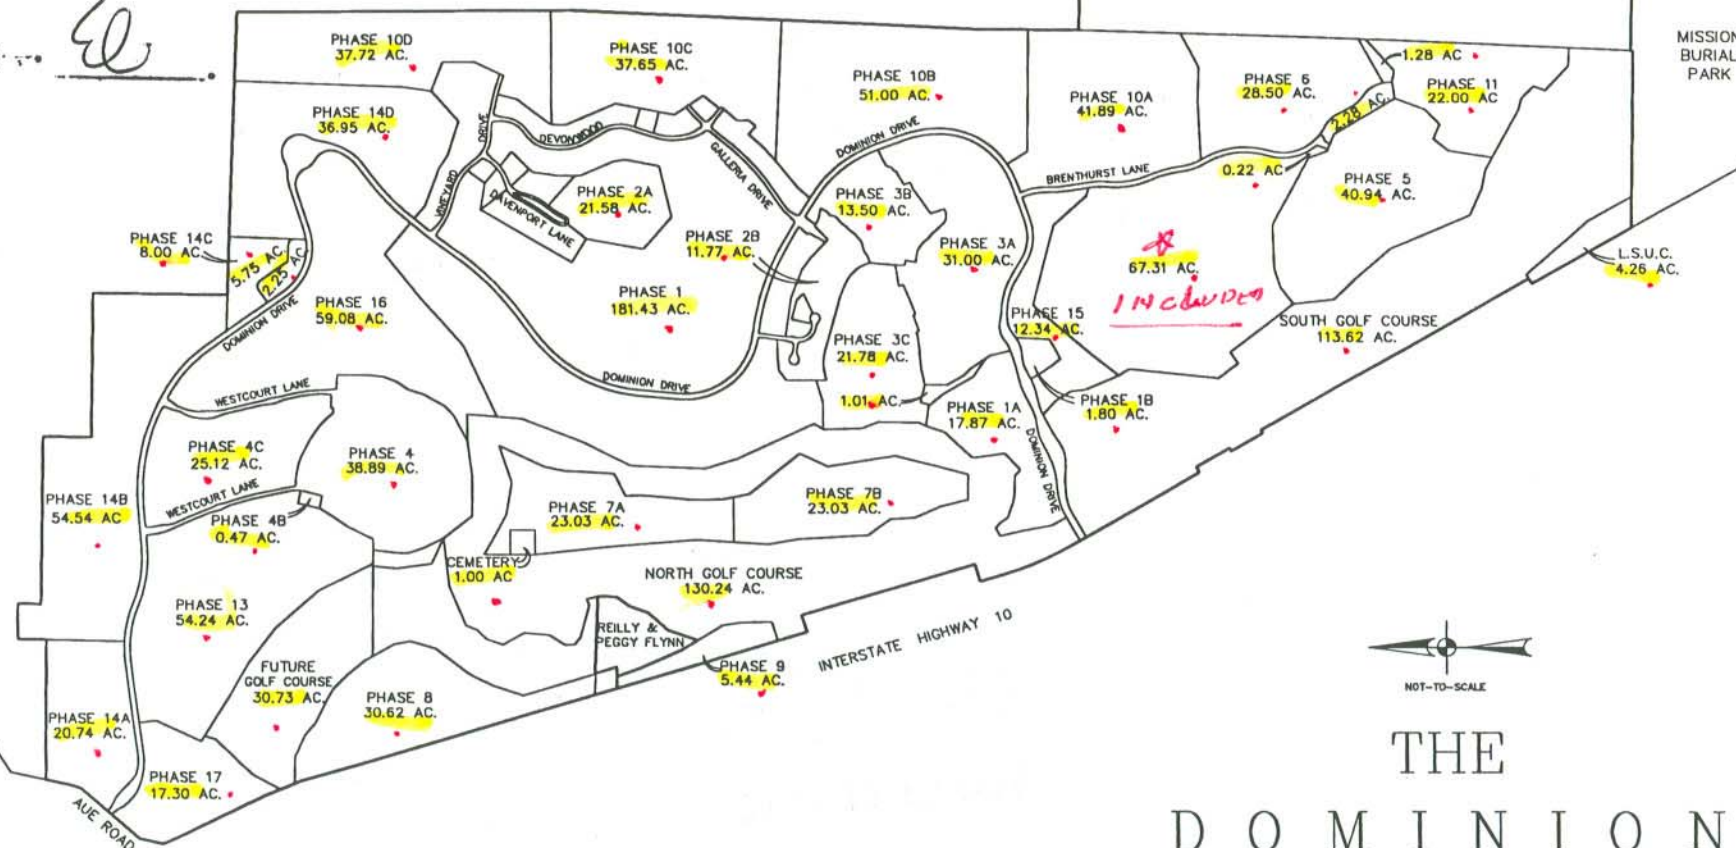 El
MISSION
BURIAL
PARK
PHASE 10D
37.72 AC.
PHASE 10C
37.65 AC.
PHASE 10B
51.00 AC.
PHASE 10A
41.89 AC.
PHASE 6
28.50 AC.
1.28 AC
PHASE 11
22.00 AC
2.28 AC.
PHASE 14D
36.95 AC.
DRIVE
VINEYARD
DEVONWOOD
GALLERIA DRIVE
DOMINION DRIVE
BRENTHURST LANE
0.22 AC
PHASE 5
40.94 AC.
PHASE 2A
21.58 AC.
DAVENPORT LANE
PHASE 3B
13.50 AC.
PHASE 14C
8.00 AC.
5.75 AC.
2.25 AC
PHASE 2B
11.77 AC.
PHASE 3A
31.00 AC.
67.31 AC.
INCLUDED
L.S.U.C.
4.26 AC.
PHASE 16
59.08 AC.
DOMINION DRIVE
PHASE 1
181.43 AC.
PHASE 15
12.34 AC.
SOUTH GOLF COURSE
113.62 AC.
PHASE 3C
21.78 AC.
1.01 AC.
DOMINION DRIVE
WESTCOURT LANE
PHASE 1A
17.87 AC.
PHASE 1B
1.80 AC.
DOMINION DRIVE
PHASE 4C
25.12 AC.
PHASE 4
38.89 AC.
WESTCOURT LANE
PHASE 14B
54.54 AC
PHASE 4B
0.47 AC.
PHASE 7A
23.03 AC.
PHASE 7B
23.03 AC.
CEMETERY
1.00 AC
NORTH GOLF COURSE
130.24 AC.
PHASE 13
54.24 AC.
REILLY &
PEGGY FLYNN
INTERSTATE HIGHWAY 10
PHASE 9
5.44 AC.
FUTURE
GOLF COURSE
30.73 AC.
PHASE 8
30.62 AC.
PHASE 14A
20.74 AC.
PHASE 17
17.30 AC.
AUE ROAD
NOT-TO-SCALE
THE
DOMINION